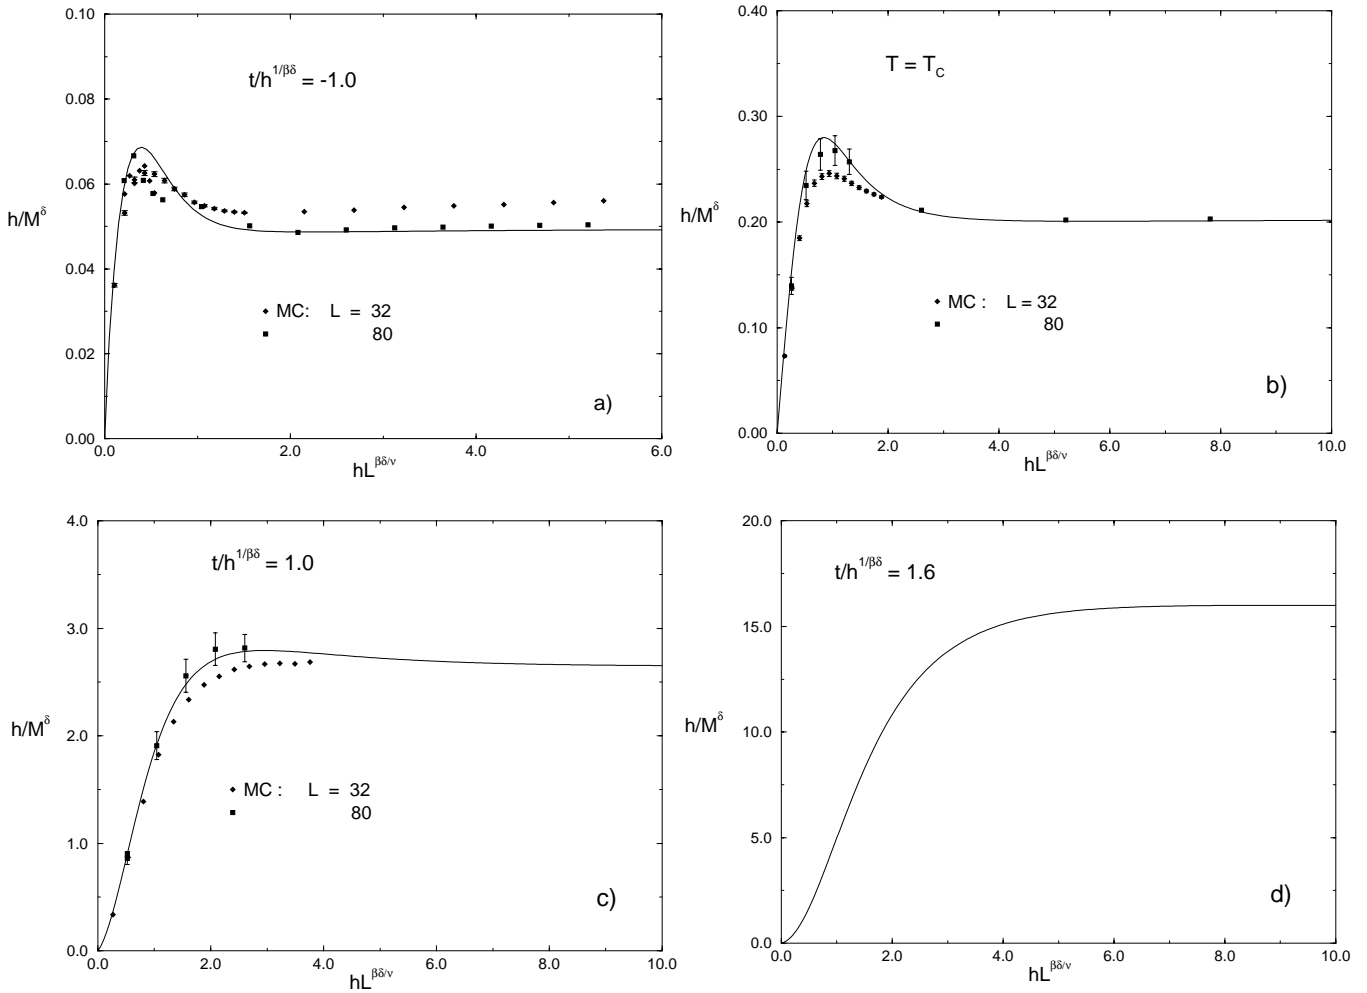 0.10
0.08
0.06
0.04
0.02
0.00
h/M^δ
t/h^{1/βδ} = -1.0
MC: L = 32
80
a)
0.0 2.0 4.0 6.0
hL^{βδ/ν}
0.40
0.30
0.20
0.10
0.00
h/M^δ
T = T_C
MC : L = 32
80
b)
0.0 2.0 4.0 6.0 8.0 10.0
hL^{βδ/ν}
4.0
3.0
2.0
1.0
0.0
h/M^δ
t/h^{1/βδ} = 1.0
MC : L = 32
80
c)
0.0 2.0 4.0 6.0 8.0 10.0
hL^{βδ/ν}
20.0
15.0
10.0
5.0
0.0
h/M^δ
t/h^{1/βδ} = 1.6
d)
0.0 2.0 4.0 6.0 8.0 10.0
hL^{βδ/ν}